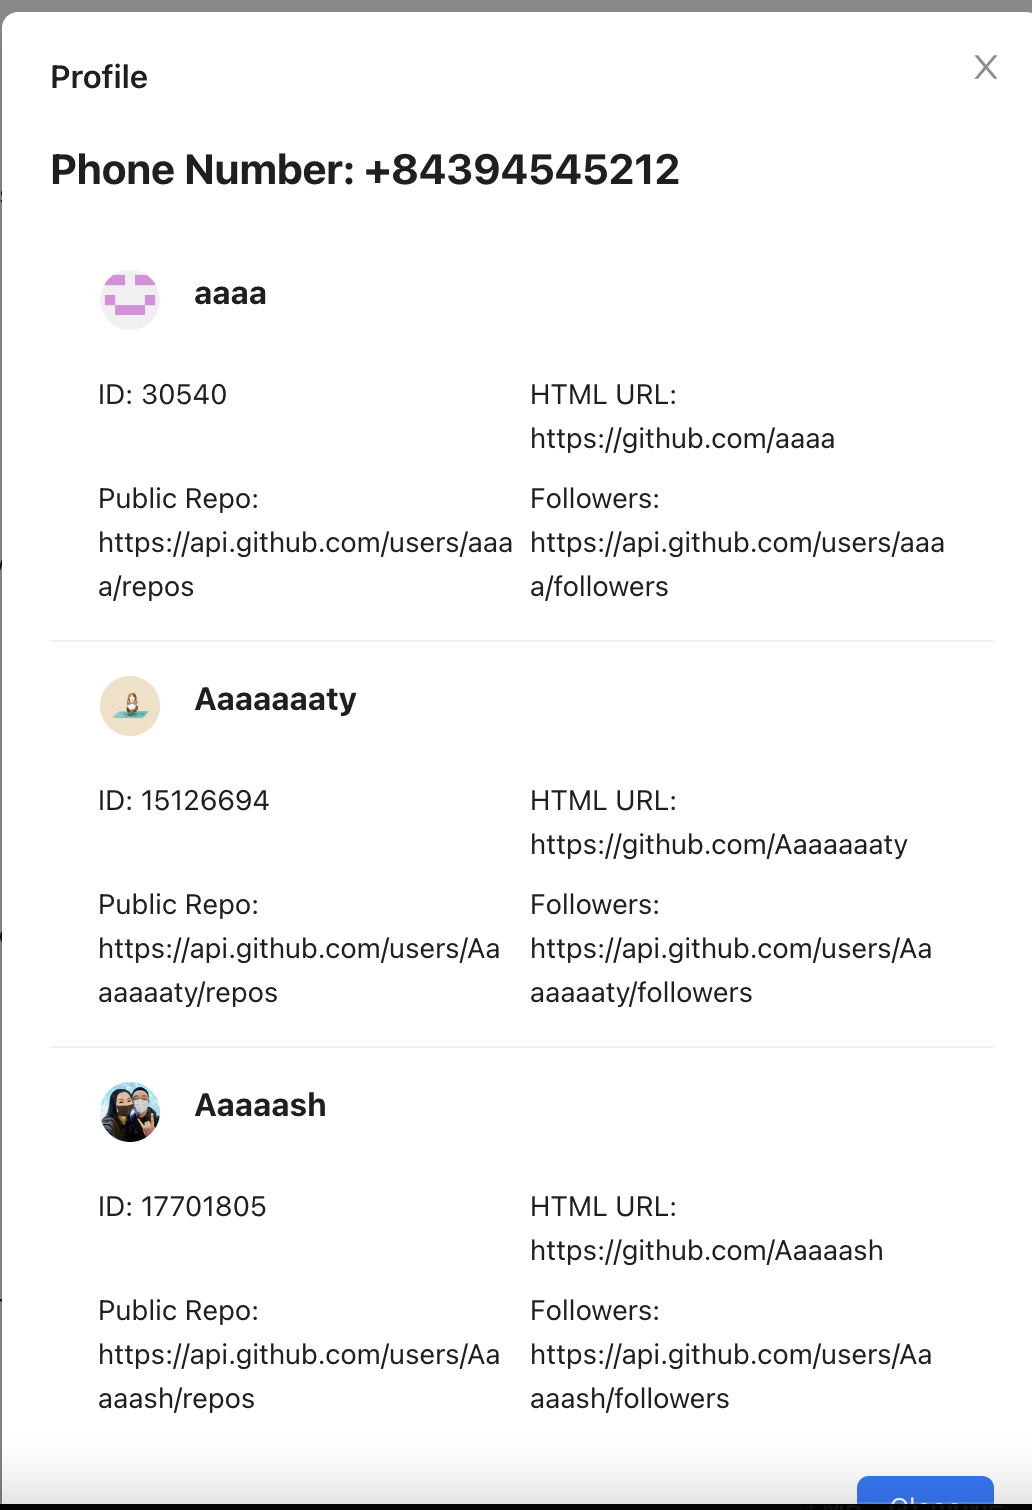 Profile
X
Phone Number: +84394545212
aaaa
ID: 30540
HTML URL:
https://github.com/aaaa
Public Repo:
https://api.github.com/users/aaa
a/repos
Followers:
https://api.github.com/users/aaa
a/followers
Aaaaaaaty
ID: 15126694
HTML URL:
https://github.com/Aaaaaaaty
Public Repo:
https://api.github.com/users/Aa
aaaaaty/repos
Followers:
https://api.github.com/users/Aa
aaaaaty/followers
Aaaaash
ID: 17701805
HTML URL:
https://github.com/Aaaaash
Public Repo:
https://api.github.com/users/Aa
aaash/repos
Followers:
https://api.github.com/users/Aa
aaash/followers